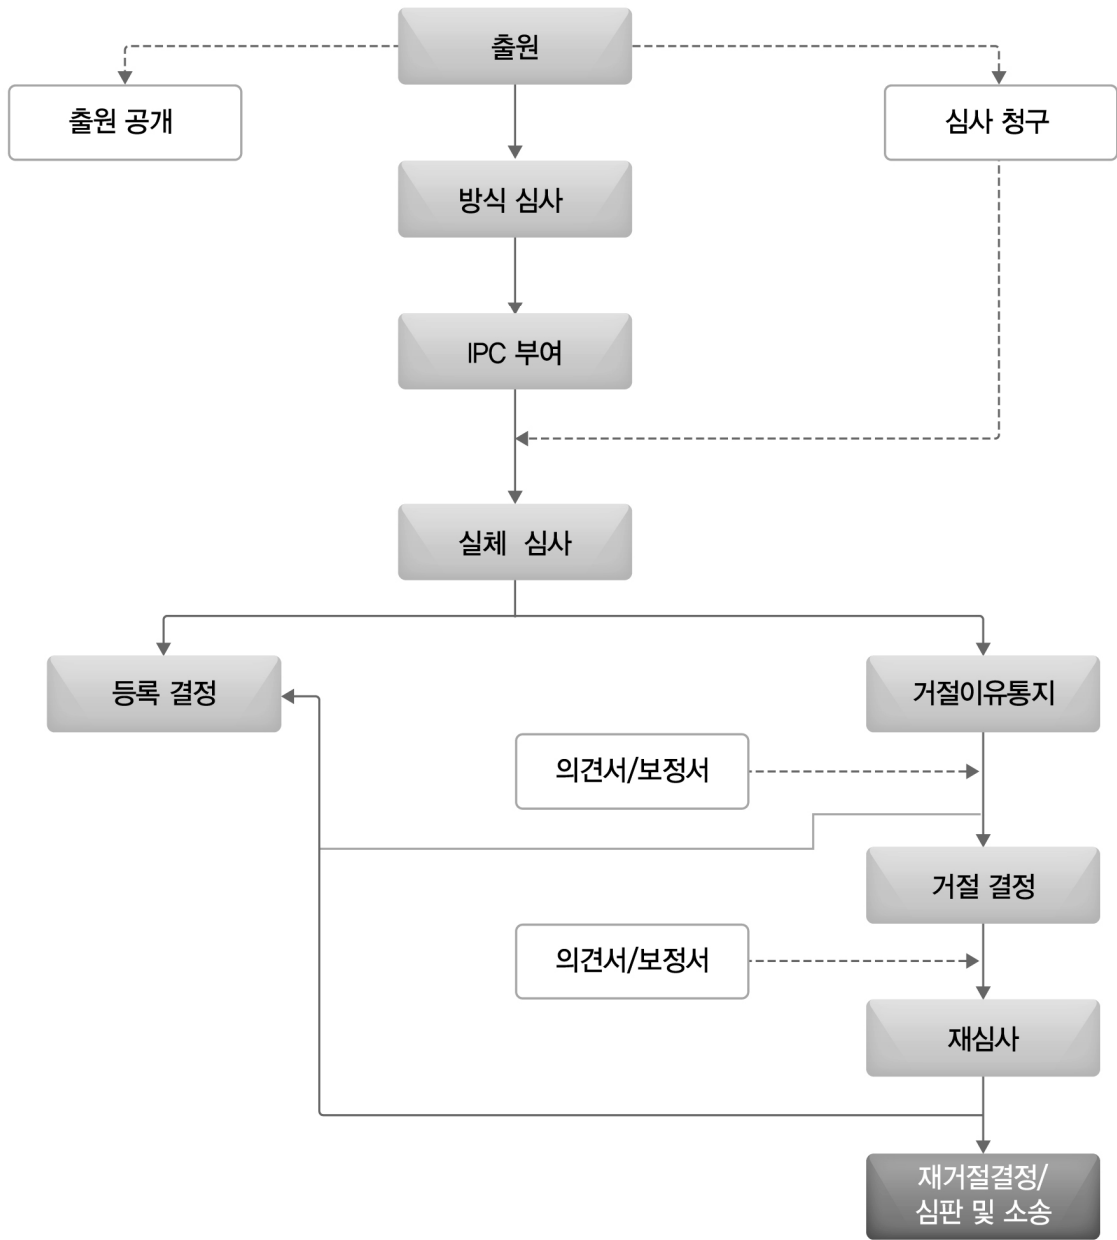 출원
출원 공개
심사 청구
방식 심사
IPC 부여
실체 심사
등록 결정
거절이유통지
의견서/보정서
거절 결정
의견서/보정서
재심사
재거절결정/
심판 및 소송